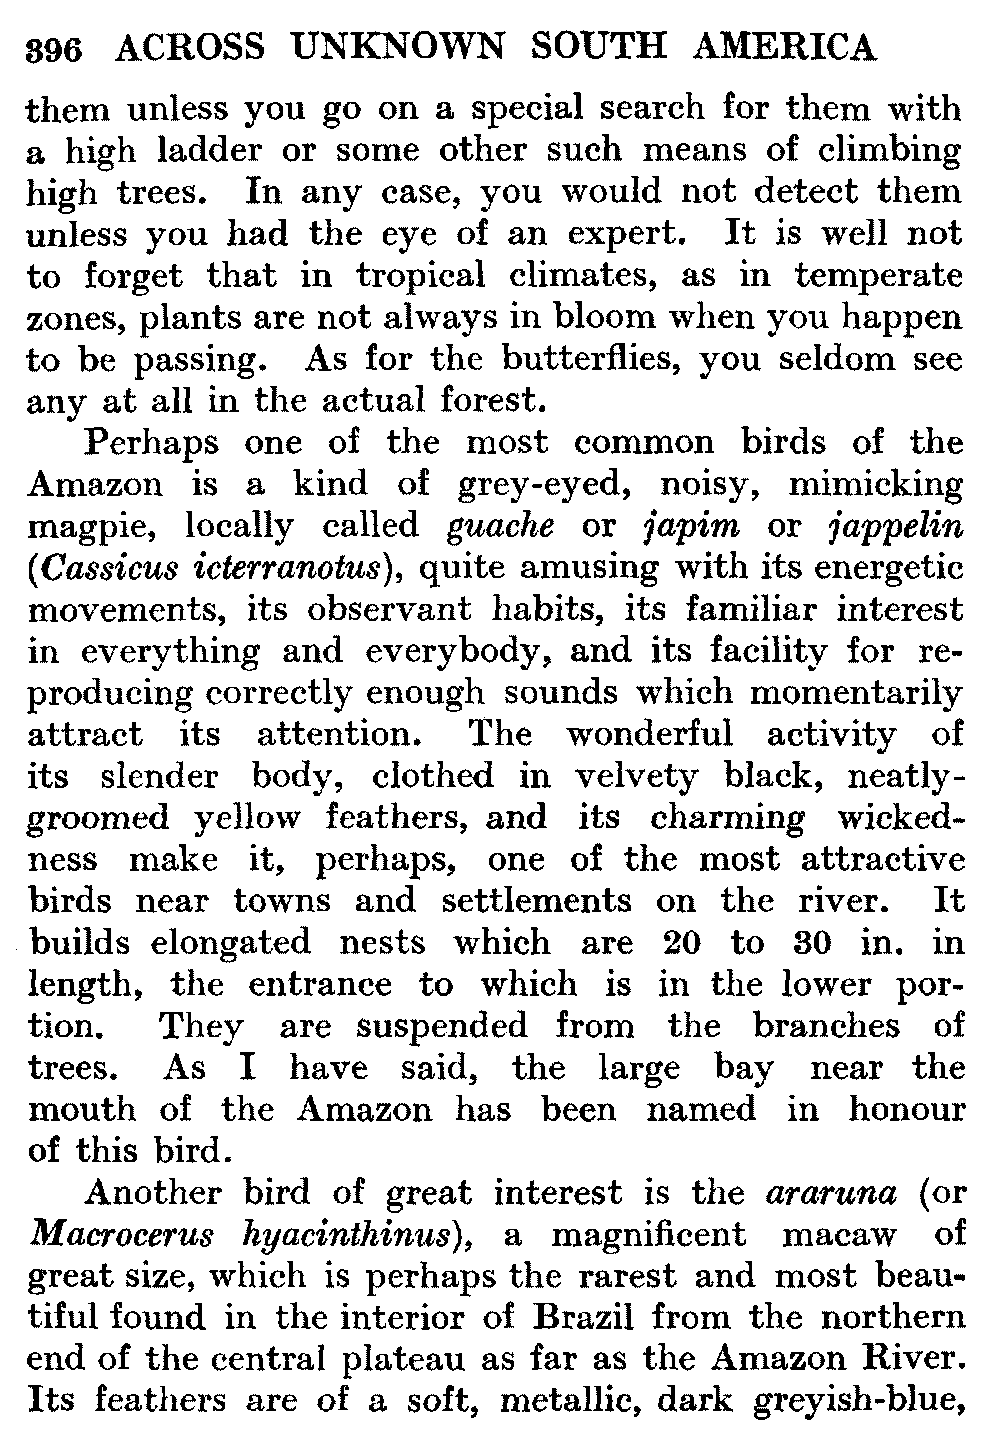 396 ACROSS UNKNOWN SOUTH AMERICA
them unless you go on a special search for them with
a high ladder or some other such means of climbing
high trees. In any case, you would not detect them
unless you had the eye of an expert. It is well not
to forget that in tropical climates, as in temperate
zones, plants are not always in bloom when you happen
to be passing. As for the butterflies, you seldom see
any at all in the actual forest.
Perhaps one of the most common birds of the
Amazon is a kind of grey-eyed, noisy, mimicking
magpie, locally called guache or japim or jappelin
(Cassicus icterranotus), quite amusing with its energetic
movements, its observant habits, its familiar interest
in everything and everybody, and its facility for re-
producing correctly enough sounds which momentarily
attract its attention. The wonderful activity of
its slender body, clothed in velvety black, neatly-
groomed yellow feathers, and its charming wicked-
ness make it, perhaps, one of the most attractive
birds near towns and settlements on the river. It
builds elongated nests which are 20 to 30 in. in
length, the entrance to which is in the lower por-
tion. They are suspended from the branches of
trees. As I have said, the large bay near the
mouth of the Amazon has been named in honour
of this bird.
Another bird of great interest is the araruna (or
Macrocerus hyacinthinus), a magnificent macaw of
great size, which is perhaps the rarest and most beau-
tiful found in the interior of Brazil from the northern
end of the central plateau as far as the Amazon River.
Its feathers are of a soft, metallic, dark greyish-blue,